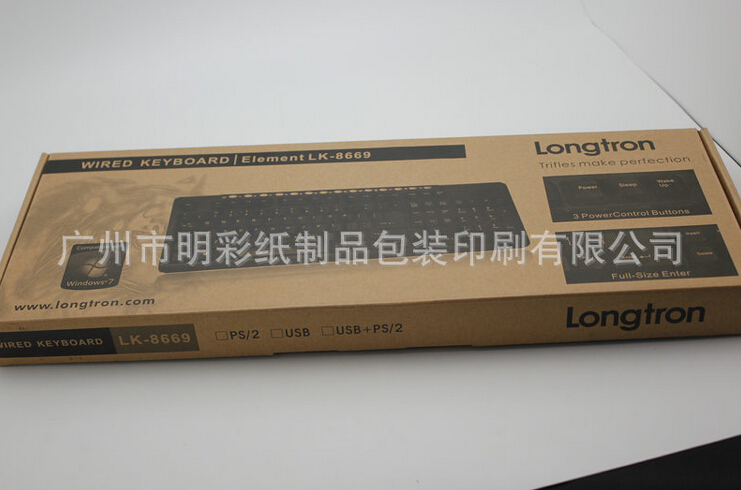 WIRED KEYBOARD | Element LK-8669
Longtron
Trifles make perfection
Power Sleep Wake Up
3 PowerControl Buttons
广州市明彩纸制品包装印刷有限公司
Windows 7
Full-Size Enter
www.longtron.com
Longtron
WIRED KEYBOARD LK-8669 □PS/2 □USB □USB+PS/2